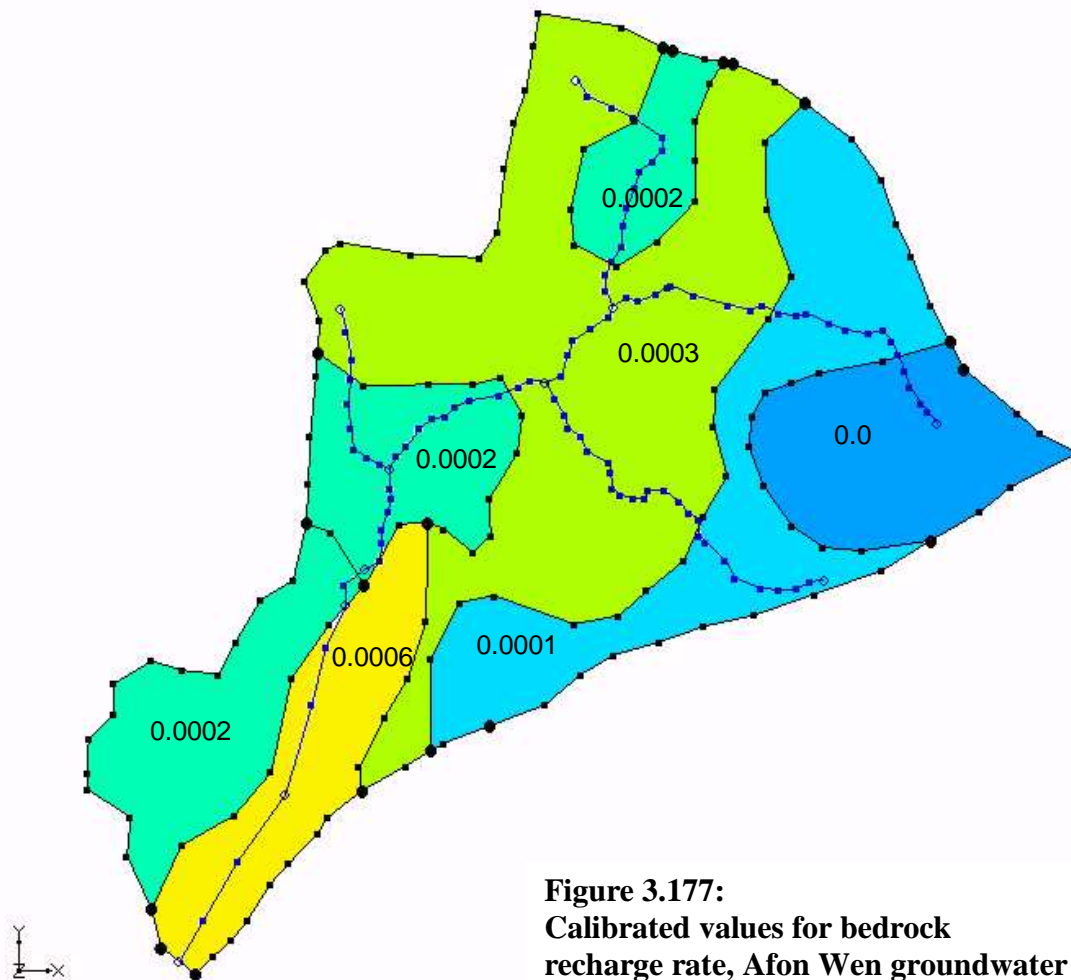 0.0002
0.0003
0.0
0.0002
0.0001
0.0006
0.0002
Y
Z X
Figure 3.177:
Calibrated values for bedrock
recharge rate, Afon Wen groundwater